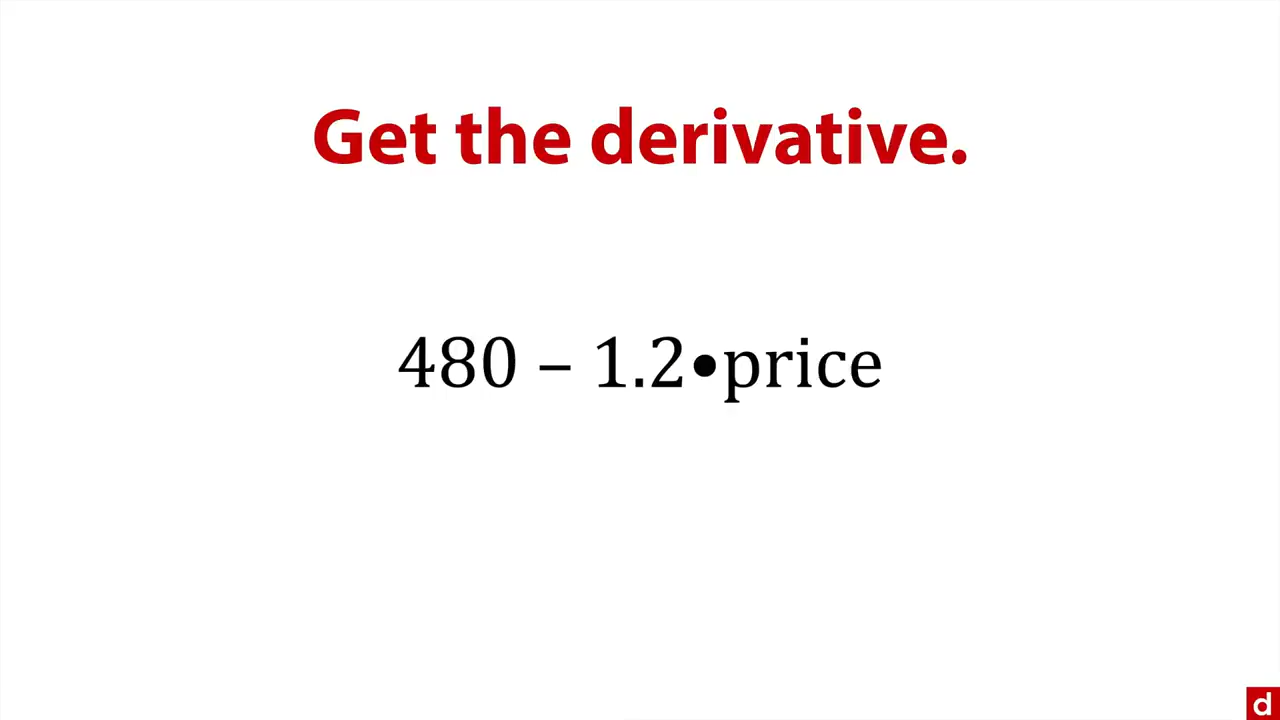 Get the derivative.
480 – 1.2•price
d